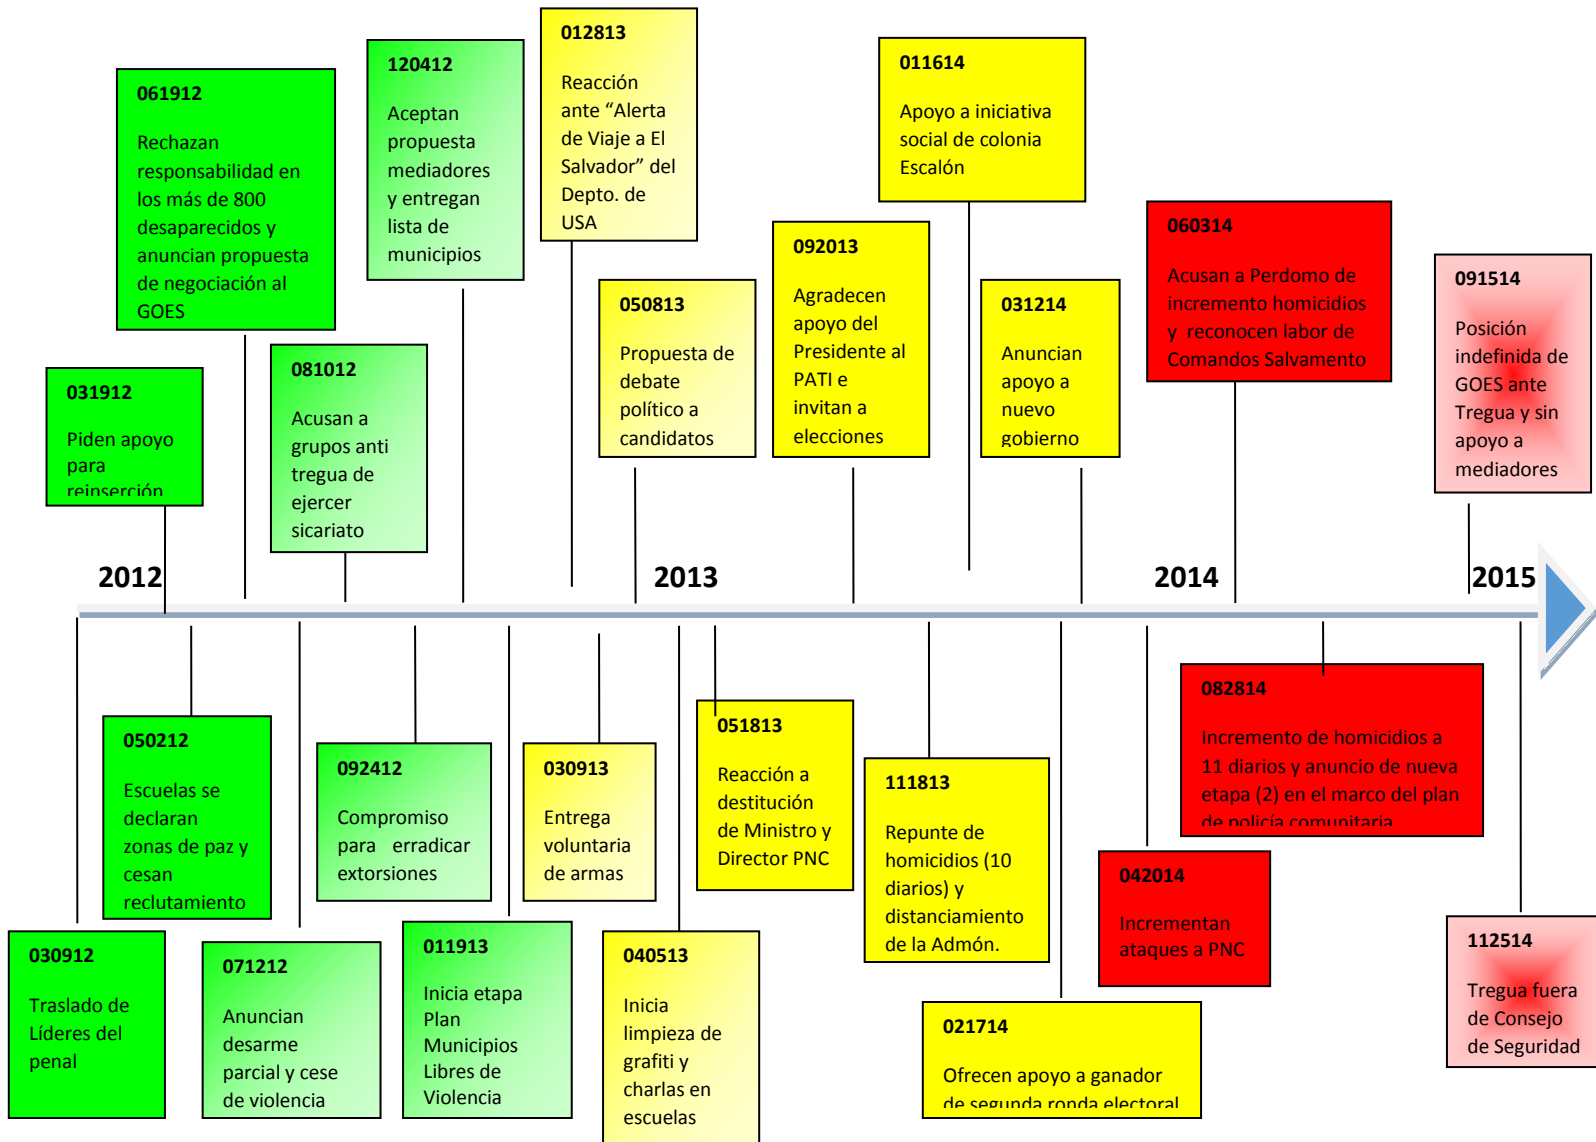 012813
Reacción
ante “Alerta
de Viaje a El
Salvador” del
Depto. de
USA
120412
Aceptan
propuesta
mediadores
y entregan
lista de
municipios
011614
Apoyo a iniciativa
social de colonia
Escalón
061912
Rechazan
responsabilidad en
los más de 800
desaparecidos y
anuncian propuesta
de negociación al
GOES
060314
Acusan a Perdomo de
incremento homicidios
y reconocen labor de
Comandos Salvamento
092013
Agradecen
apoyo del
Presidente al
PATI e
invitan a
elecciones
091514
Posición
indefinida de
GOES ante
Tregua y sin
apoyo a
mediadores
050813
Propuesta de
debate
político a
candidatos
031214
Anuncian
apoyo a
nuevo
gobierno
081012
Acusan a
grupos anti
tregua de
ejercer
sicariato
031912
Piden apoyo
para
reinserción
2012
2013
2014
2015
082814
Incremento de homicidios a
11 diarios y anuncio de nueva
etapa (2) en el marco del plan
de policía comunitaria
051813
Reacción a
destitución
de Ministro y
Director PNC
050212
Escuelas se
declaran
zonas de paz y
cesan
reclutamiento
092412
Compromiso
para erradicar
extorsiones
030913
Entrega
voluntaria
de armas
111813
Repunte de
homicidios (10
diarios) y
distanciamiento
de la Admón.
042014
Incrementan
ataques a PNC
030912
Traslado de
Líderes del
penal
071212
Anuncian
desarme
parcial y cese
de violencia
011913
Inicia etapa
Plan
Municipios
Libres de
Violencia
040513
Inicia
limpieza de
grafiti y
charlas en
escuelas
021714
Ofrecen apoyo a ganador
de segunda ronda electoral
112514
Tregua fuera
de Consejo
de Seguridad